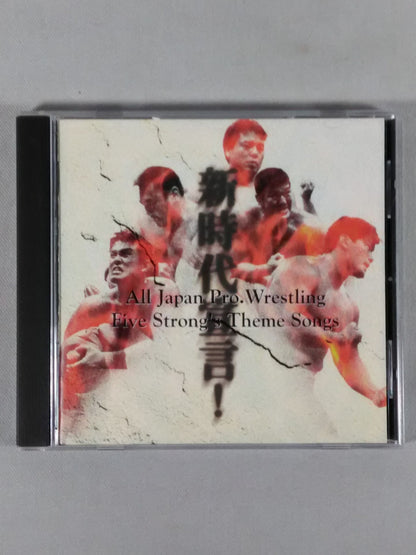 新時代宣言!
All Japan Pro.Wrestling
Five Strong's Theme Songs